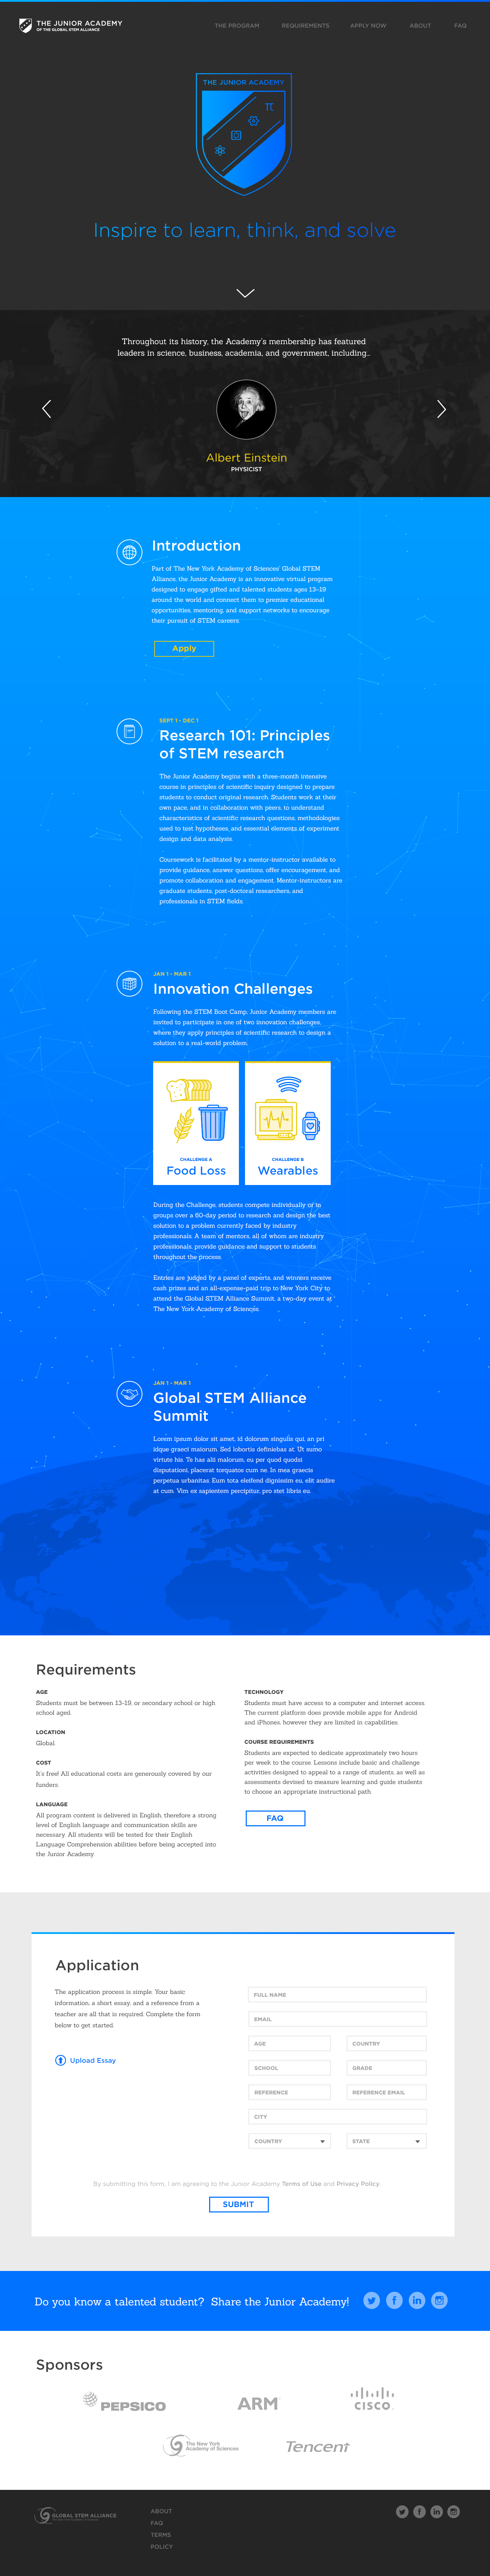 THE JUNIOR ACADEMY
OF THE GLOBAL STEM ALLIANCE
THE PROGRAM
REQUIREMENTS
APPLY NOW
ABOUT
FAQ
THE JUNIOR ACADEMY
π
Inspire to learn, think, and solve
Throughout its history, the Academy's membership has featured
leaders in science, business, academia, and government, including...
Albert Einstein
PHYSICIST
Introduction
Part of The New York Academy of Sciences' Global STEM
Alliance, the Junior Academy is an innovative virtual program
designed to engage gifted and talented students ages 13–19
around the world and connect them to premier educational
opportunities, mentoring, and support networks to encourage
their pursuit of STEM careers.
Apply
SEPT 1 - DEC 1
Research 101: Principles
of STEM research
The Junior Academy begins with a three-month intensive
course in principles of scientific inquiry designed to prepare
students to conduct original research. Students work at their
own pace, and in collaboration with peers, to understand
characteristics of scientific research questions, methodologies
used to test hypotheses, and essential elements of experiment
design and data analysis.
Coursework is facilitated by a mentor-instructor available to
provide guidance, answer questions, offer encouragement, and
promote collaboration and engagement. Mentor-instructors are
graduate students, post-doctoral researchers, and
professionals in STEM fields.
JAN 1 - MAR 1
Innovation Challenges
Following the STEM Boot Camp, Junior Academy members are
invited to participate in one of two innovation challenges,
where they apply principles of scientific research to design a
solution to a real-world problem.
CHALLENGE A
Food Loss
CHALLENGE B
Wearables
During the Challenge, students compete individually or in
groups over a 60-day period to research and design the best
solution to a problem currently faced by industry
professionals. A team of mentors, all of whom are industry
professionals, provide guidance and support to students
throughout the process.
Entries are judged by a panel of experts, and winners receive
cash prizes and an all-expense-paid trip to New York City to
attend the Global STEM Alliance Summit, a two-day event at
The New York Academy of Sciences.
JAN 1 - MAR 1
Global STEM Alliance
Summit
Lorem ipsum dolor sit amet, id dolorum singulis qui, an pri
idque graeci maiorum. Sed lobortis definiebas at. Ut sumo
virtute his. Te has alii malorum, eu per quod quodsi
disputationi, placerat torquatos cum ne. In mea graecis
perpetua urbanitas. Eum tota eleifend dignissim eu, elit audire
at cum. Vim ex sapientem percipitur, pro stet libris eu.
Requirements
AGE
Students must be between 13-19, or secondary school or high
school aged.
LOCATION
Global
COST
It's free! All educational costs are generously covered by our
funders.
LANGUAGE
All program content is delivered in English, therefore a strong
level of English language and communication skills are
necessary. All students will be tested for their English
Language Comprehension abilities before being accepted into
the Junior Academy.
TECHNOLOGY
Students must have access to a computer and internet access.
The current platform does provide mobile apps for Android
and iPhones, however they are limited in capabilities.
COURSE REQUIREMENTS
Students are expected to dedicate approximately two hours
per week to the course. Lessons include basic and challenge
activities designed to appeal to a range of students, as well as
assessments devised to measure learning and guide students
to choose an appropriate instructional path.
FAQ
Application
The application process is simple. Your basic
information, a short essay, and a reference from a
teacher are all that is required. Complete the form
below to get started.
Upload Essay
FULL NAME
EMAIL
AGE
COUNTRY
SCHOOL
GRADE
REFERENCE
REFERENCE EMAIL
CITY
COUNTRY
STATE
By submitting this form, I am agreeing to the Junior Academy Terms of Use and Privacy Policy.
SUBMIT
Do you know a talented student? Share the Junior Academy!
f
in
Sponsors
PEPSICO
ARM
CISCO
The New York
Academy of Sciences
Tencent
GLOBAL STEM ALLIANCE
ABOUT
FAQ
TERMS
POLICY
f
in